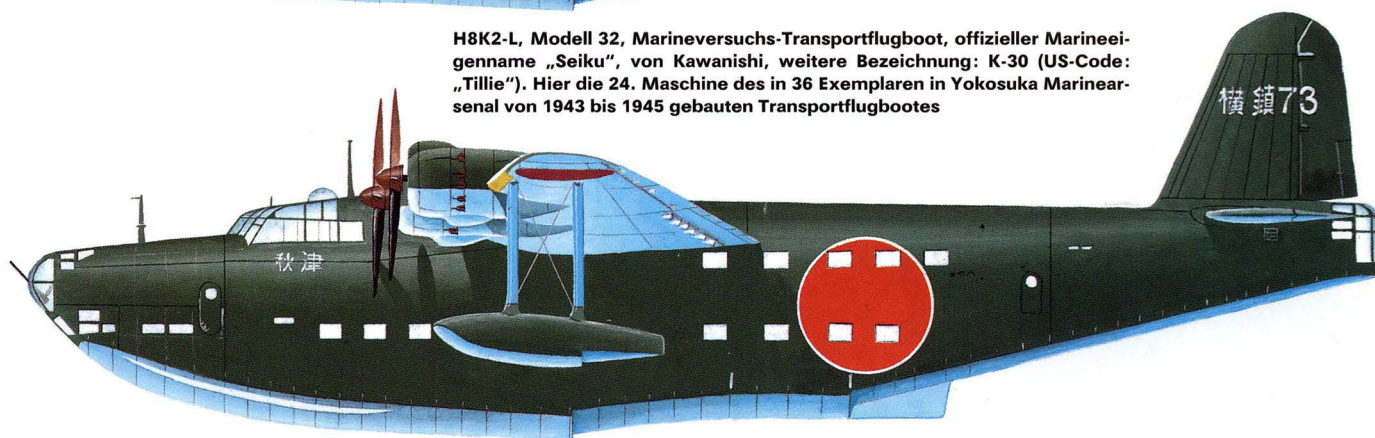 H8K2-L, Modell 32, Marineversuchs-Transportflugboot, offizieller Marineei-
genname „Seiku“, von Kawanishi, weitere Bezeichnung: K-30 (US-Code:
„Tillie“). Hier die 24. Maschine des in 36 Exemplaren in Yokosuka Marinear-
senal von 1943 bis 1945 gebauten Transportflugbootes
横鎮73
秋津